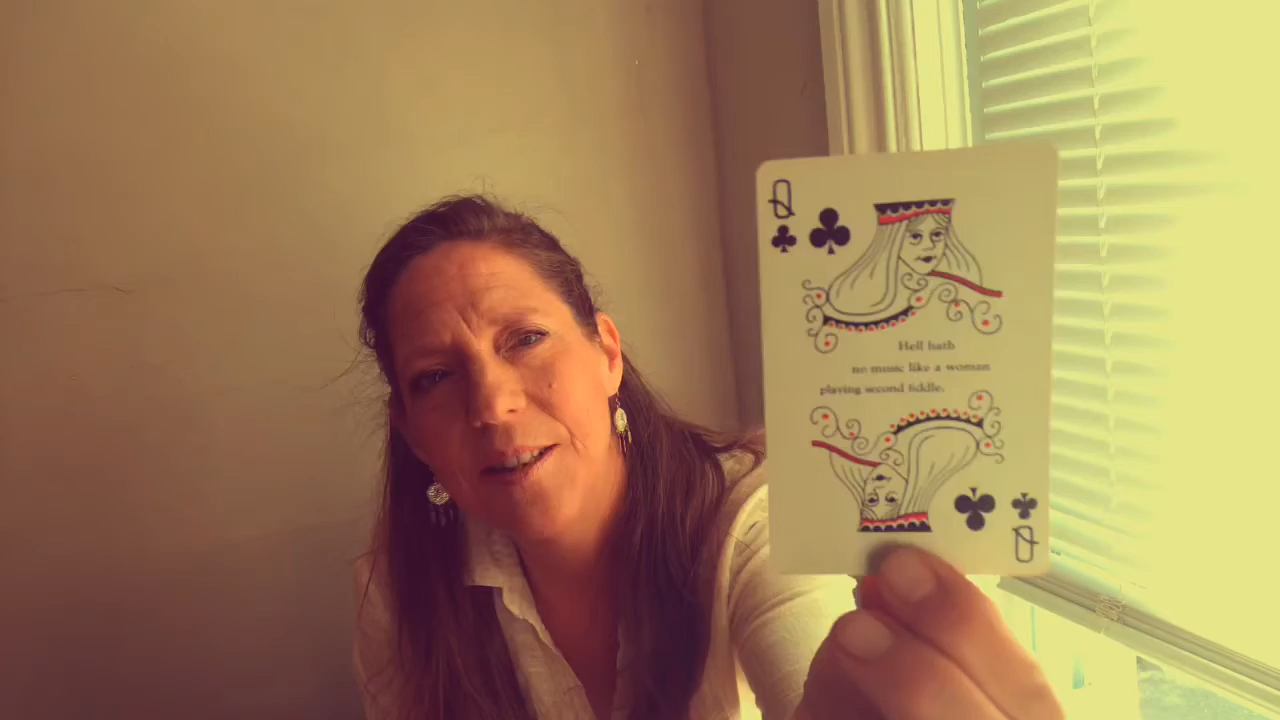 Q
Hell hath
no music like a woman
playing second fiddle.
Q